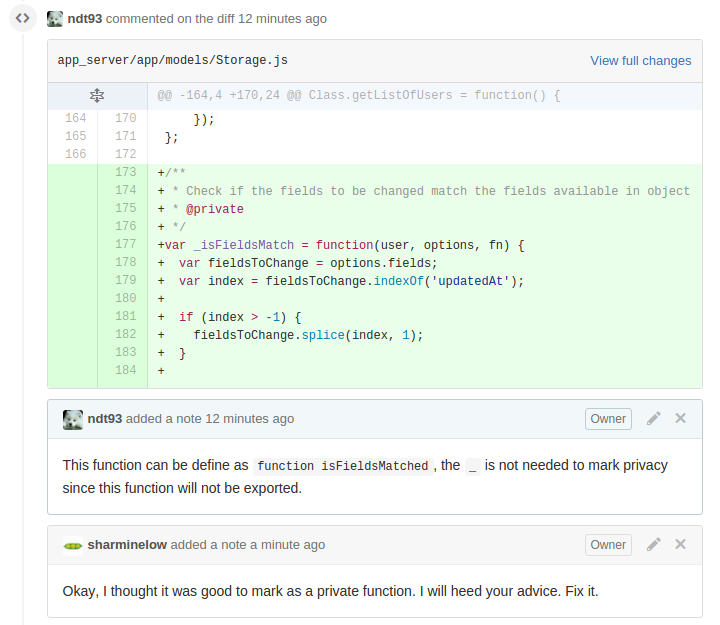 ndt93 commented on the diff 12 minutes ago
app_server/app/models/Storage.js View full changes
@@ -164,4 +170,24 @@ Class.getListOfUsers = function() {
164 170 });
165 171 };
166 172
173 +/**
174 + * Check if the fields to be changed match the fields available in object
175 + * @private
176 + */
177 +var _isFieldsMatch = function(user, options, fn) {
178 + var fieldsToChange = options.fields;
179 + var index = fieldsToChange.indexOf('updatedAt');
180 +
181 + if (index > -1) {
182 + fieldsToChange.splice(index, 1);
183 + }
184 +
ndt93 added a note 12 minutes ago Owner
This function can be define as function isFieldsMatched , the _ is not needed to mark privacy
since this function will not be exported.
sharminelow added a note a minute ago Owner
Okay, I thought it was good to mark as a private function. I will heed your advice. Fix it.